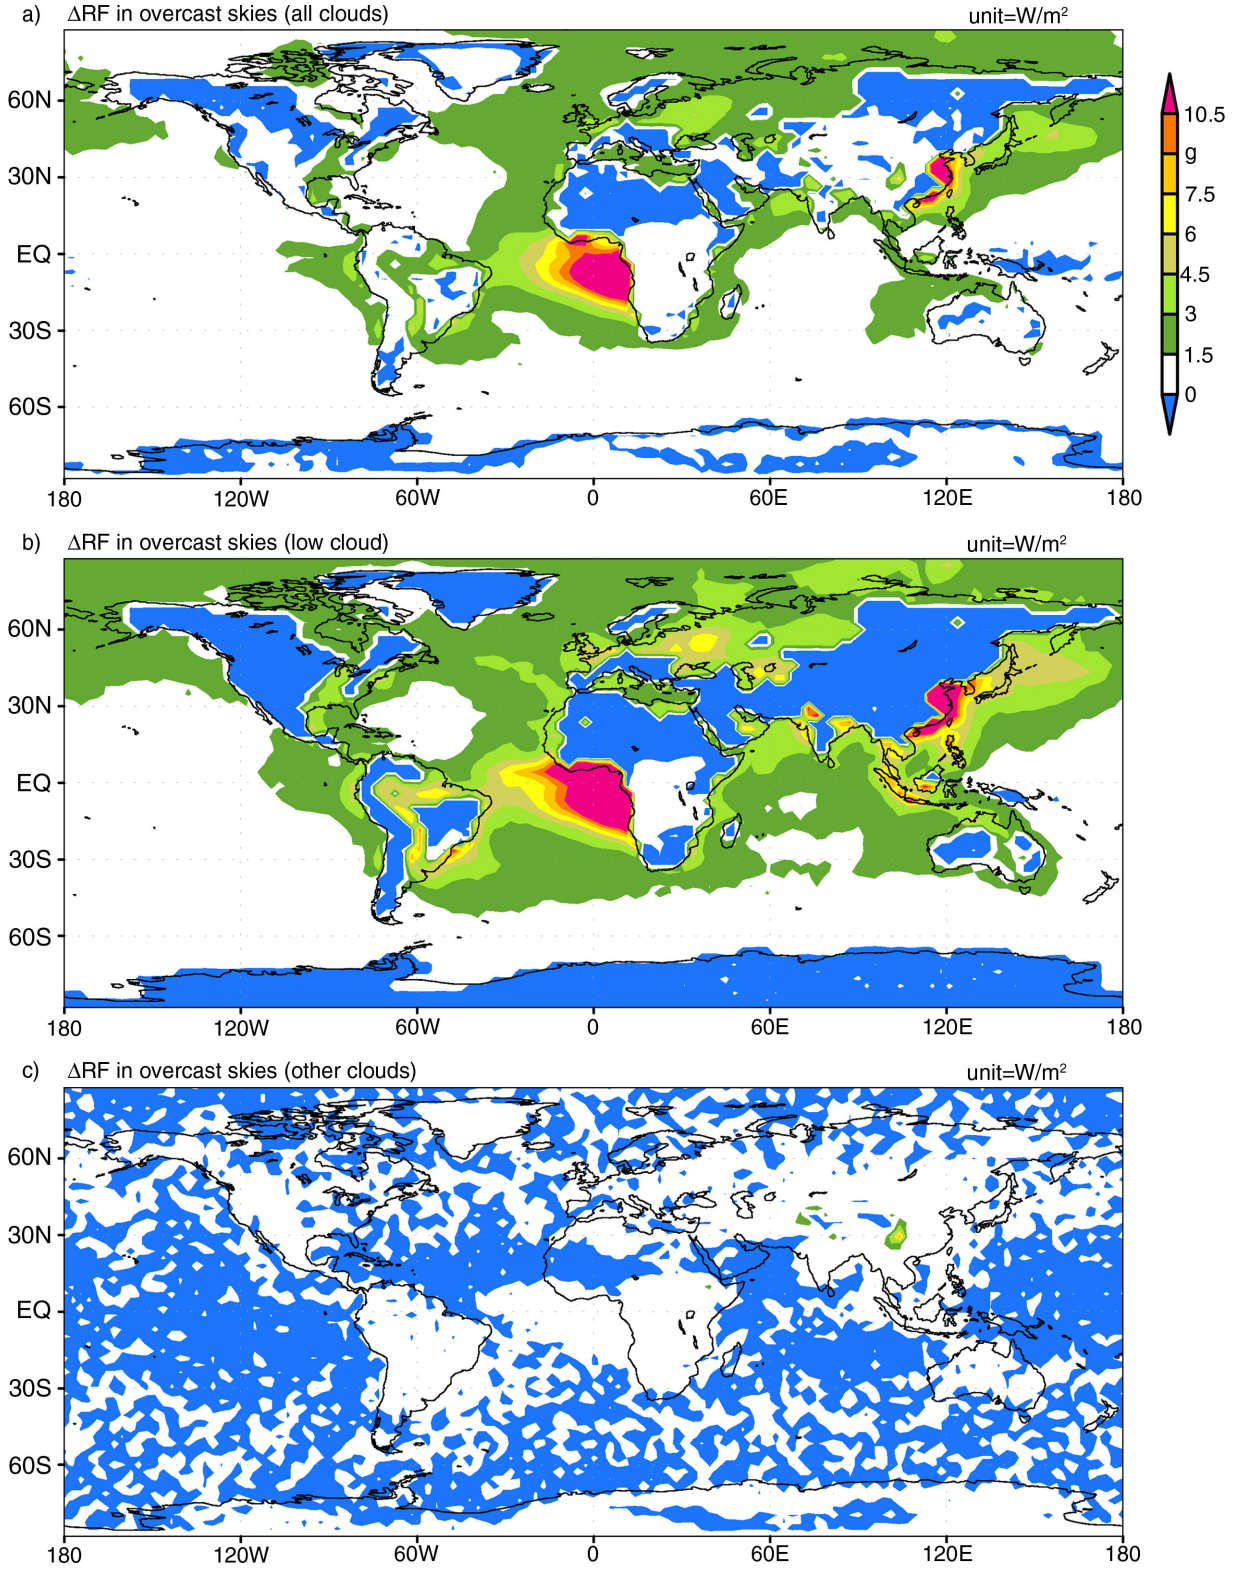 a) ΔRF in overcast skies (all clouds) unit=W/m²
60N
30N
EQ
30S
60S
180 120W 60W 0 60E 120E 180
10.5
9
7.5
6
4.5
3
1.5
0
b) ΔRF in overcast skies (low cloud) unit=W/m²
60N
30N
EQ
30S
60S
180 120W 60W 0 60E 120E 180
c) ΔRF in overcast skies (other clouds) unit=W/m²
60N
30N
EQ
30S
60S
180 120W 60W 0 60E 120E 180